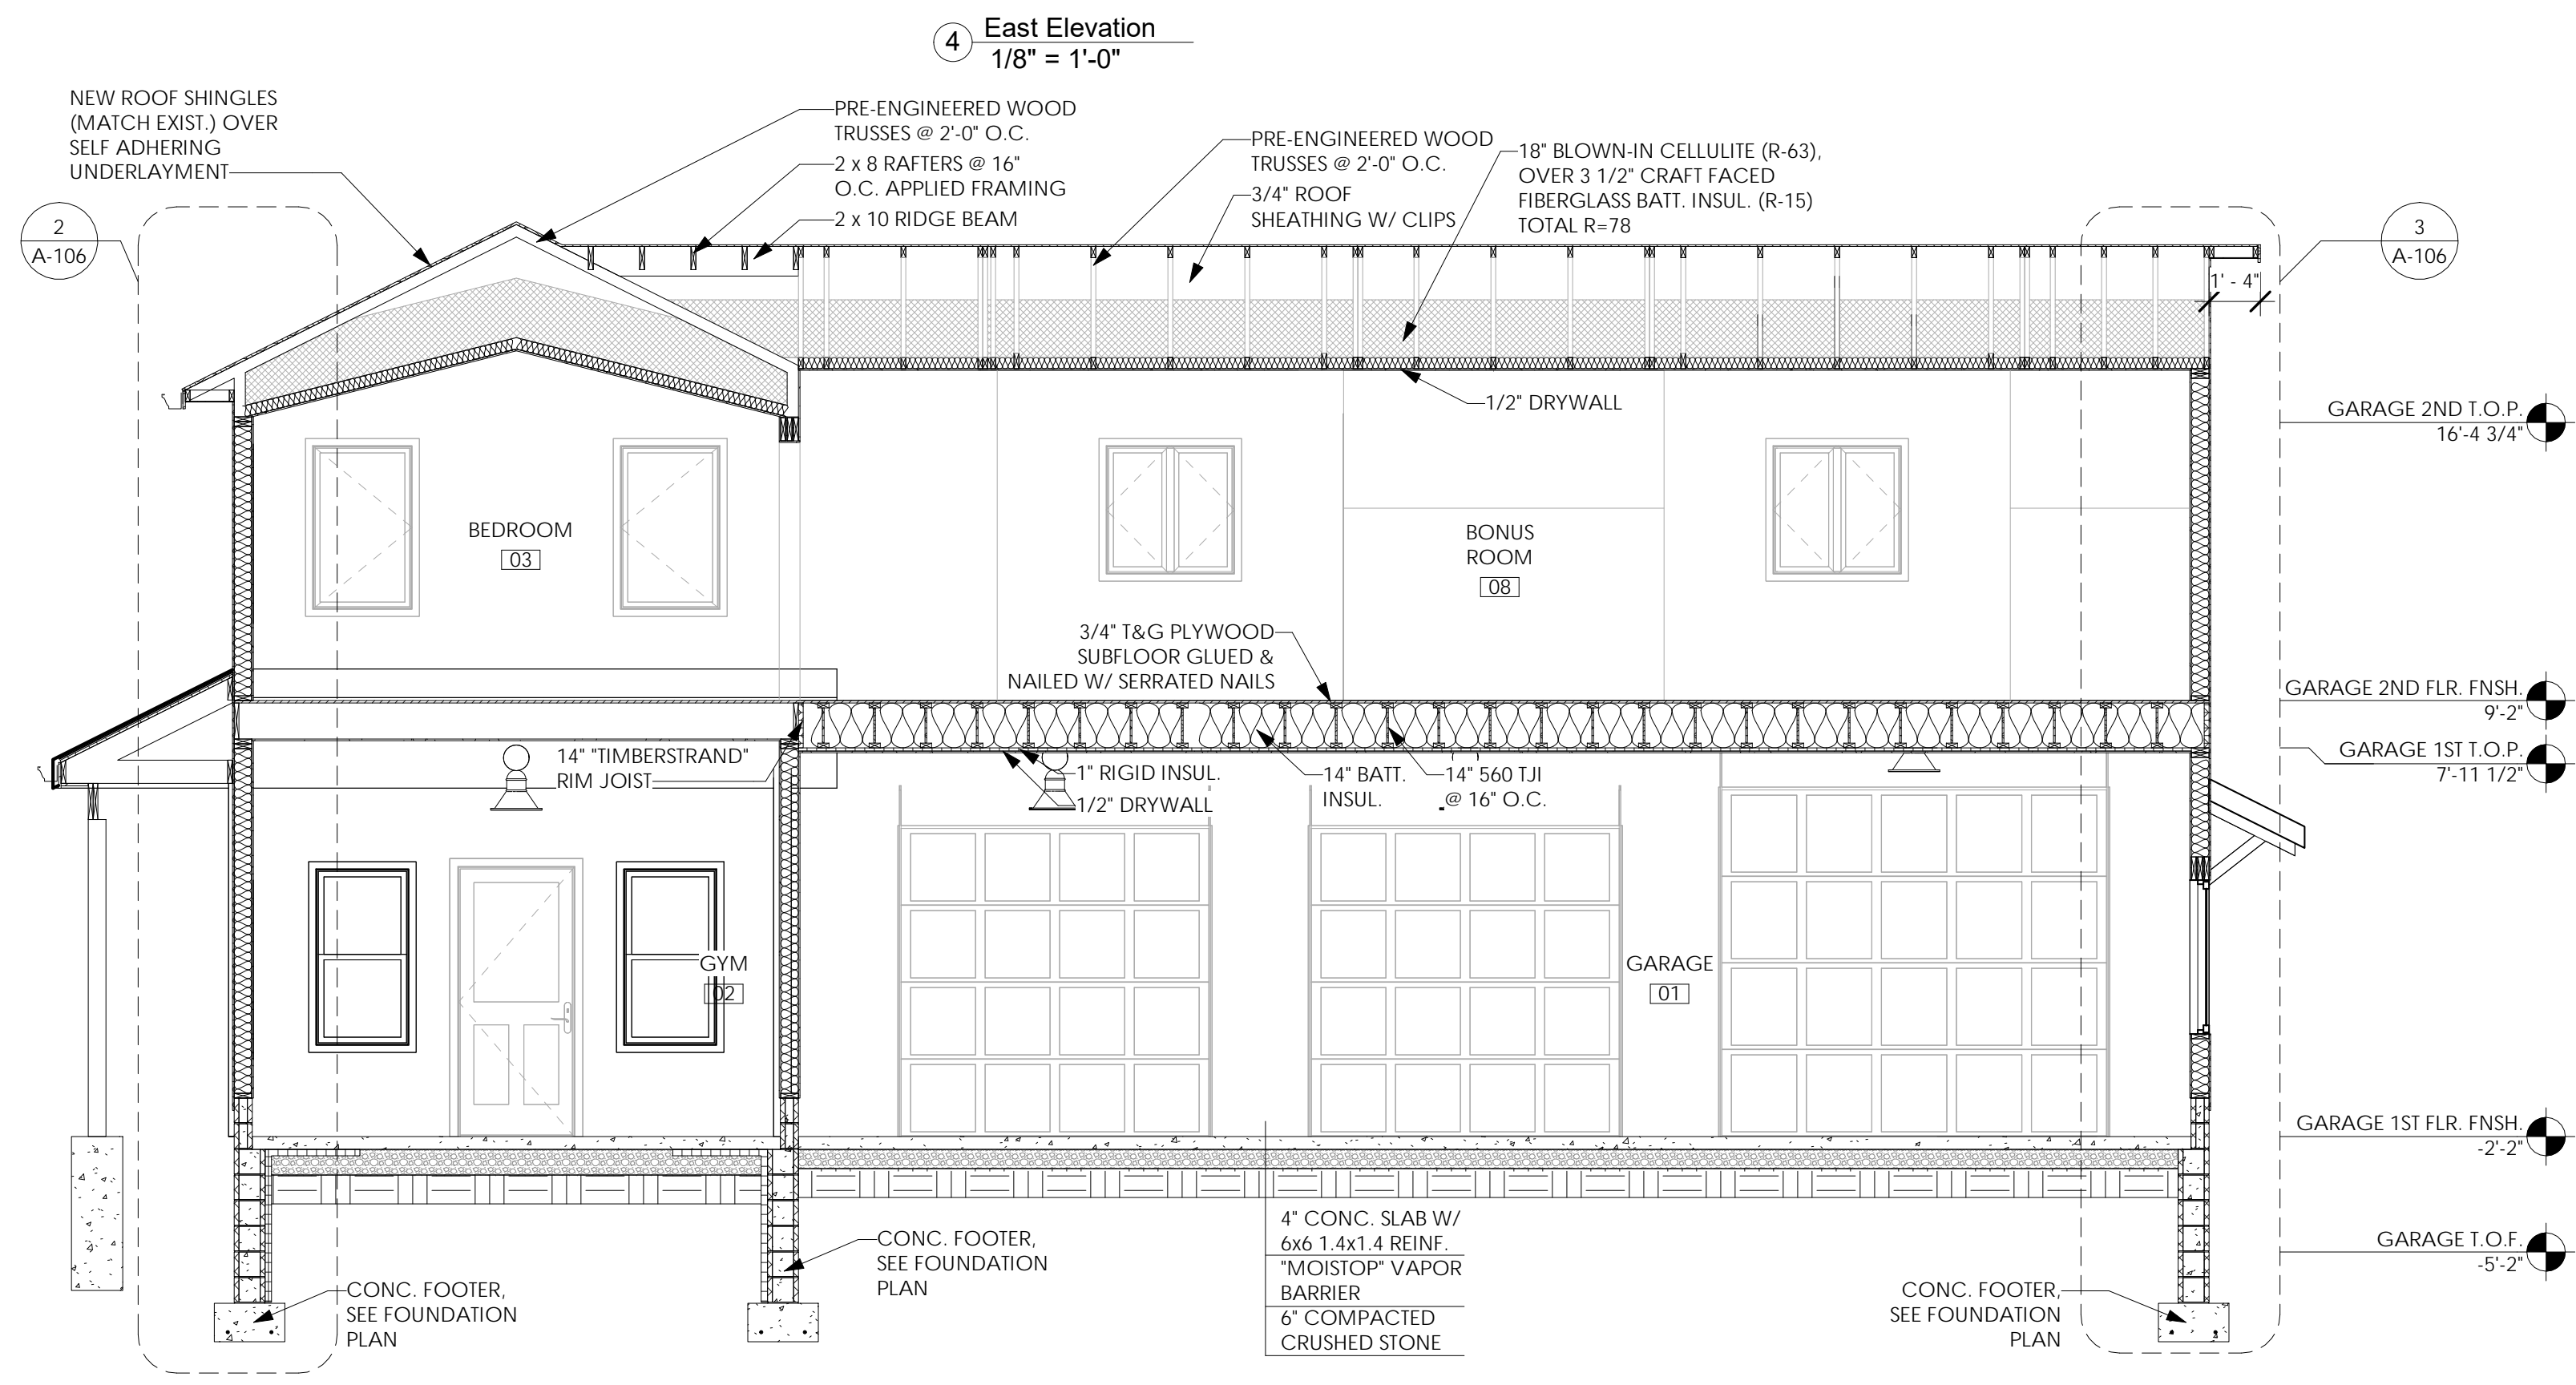 4
East Elevation
1/8" = 1'-0"
NEW ROOF SHINGLES
(MATCH EXIST.) OVER
SELF ADHERING
UNDERLAYMENT
PRE-ENGINEERED WOOD
TRUSSES @ 2'-0" O.C.
2 x 8 RAFTERS @ 16"
O.C. APPLIED FRAMING
2 x 10 RIDGE BEAM
PRE-ENGINEERED WOOD
TRUSSES @ 2'-0" O.C.
3/4" ROOF
SHEATHING W/ CLIPS
18" BLOWN-IN CELLULITE (R-63),
OVER 3 1/2" CRAFT FACED
FIBERGLASS BATT. INSUL. (R-15)
TOTAL R=78
2
A-106
3
A-106
1' - 4"
1/2" DRYWALL
GARAGE 2ND T.O.P.
16'-4 3/4"
BEDROOM
03
BONUS
ROOM
08
3/4" T&G PLYWOOD
SUBFLOOR GLUED &
NAILED W/ SERRATED NAILS
GARAGE 2ND FLR. FNSH.
9'-2"
GARAGE 1ST T.O.P.
7'-11 1/2"
14" "TIMBERSTRAND"
RIM JOIST
1" RIGID INSUL.
1/2" DRYWALL
14" BATT.
INSUL.
14" 560 TJI
@ 16" O.C.
GYM
02
GARAGE
01
GARAGE 1ST FLR. FNSH.
-2'-2"
4" CONC. SLAB W/
6x6 1.4x1.4 REINF.
"MOISTOP" VAPOR
BARRIER
6" COMPACTED
CRUSHED STONE
GARAGE T.O.F.
-5'-2"
CONC. FOOTER,
SEE FOUNDATION
PLAN
CONC. FOOTER,
SEE FOUNDATION
PLAN
CONC. FOOTER,
SEE FOUNDATION
PLAN